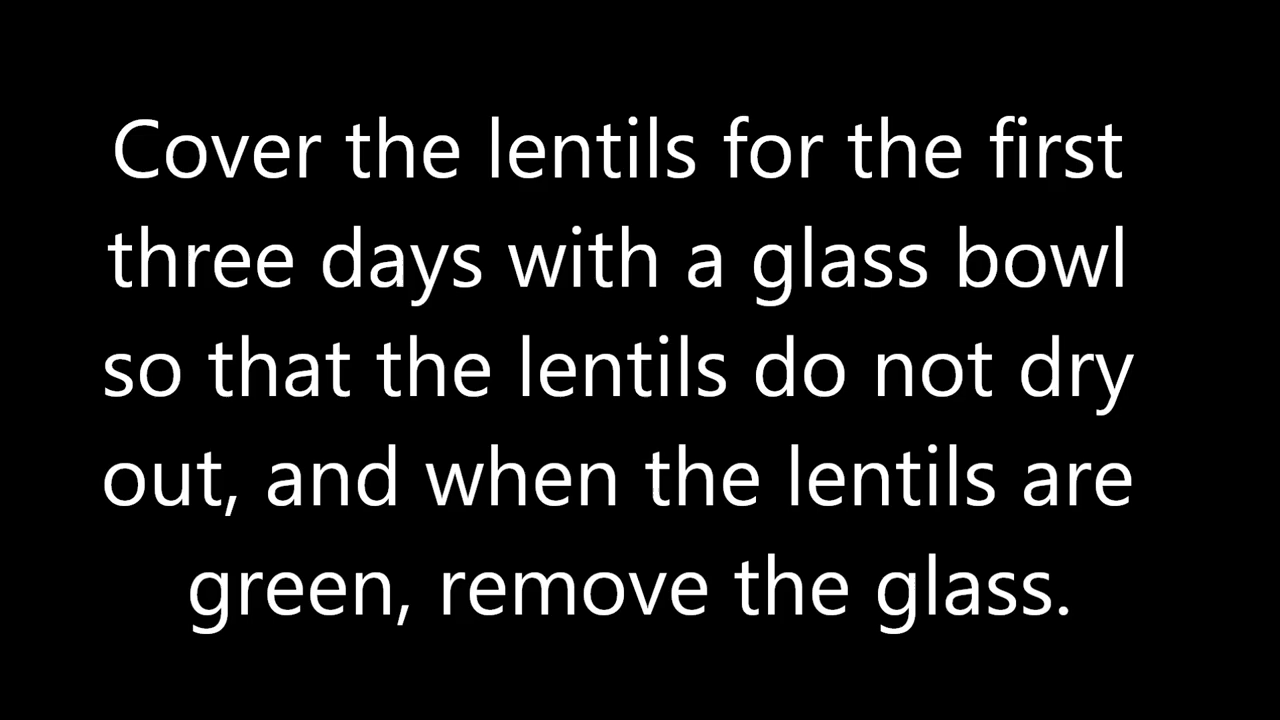 Cover the lentils for the first
three days with a glass bowl
so that the lentils do not dry
out, and when the lentils are
green, remove the glass.